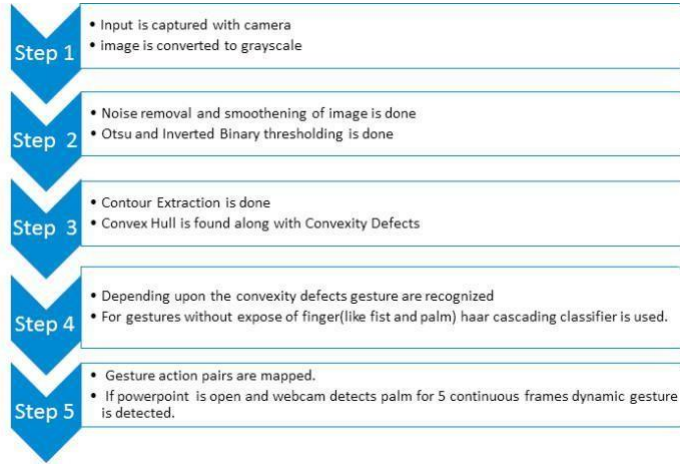 Step 1
• Input is captured with camera
• image is converted to grayscale
Step 2
• Noise removal and smoothening of image is done
• Otsu and Inverted Binary thresholding is done
Step 3
• Contour Extraction is done
• Convex Hull is found along with Convexity Defects
Step 4
• Depending upon the convexity defects gesture are recognized
• For gestures without expose of finger(like fist and palm) haar cascading classifier is used.
Step 5
• Gesture action pairs are mapped.
• If powerpoint is open and webcam detects palm for 5 continuous frames dynamic gesture
is detected.